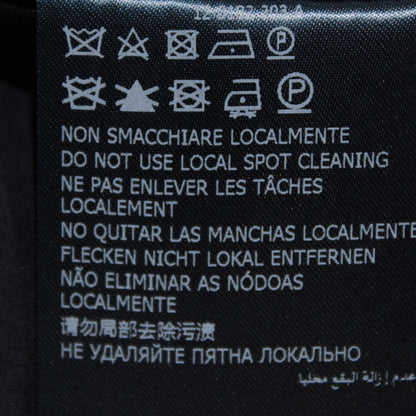 NON SMACCHIARE LOCALMENTE
DO NOT USE LOCAL SPOT CLEANING
NE PAS ENLEVER LES TÂCHES
LOCALEMENT
NO QUITAR LAS MANCHAS LOCALMENTE
FLECKEN NICHT LOKAL ENTFERNEN
NÃO ELIMINAR AS NÓDOAS
LOCALMENTE
请勿局部去除污渍
НЕ УДАЛЯЙТЕ ПЯТНА ЛОКАЛЬНО
عدم إزالة البقع محليا